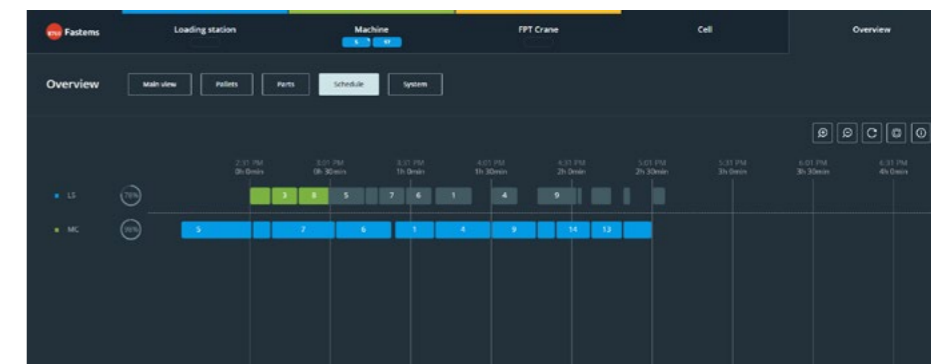 Fastems
Loading station
Machine
FPT Crane
Cell
Overview
5
Overview
Main view
Pallets
Parts
Schedule
System
2:31 PM
3:01 PM
3:31 PM
4:01 PM
4:31 PM
5:01 PM
5:31 PM
6:01 PM
6:31 PM
0h 0min
0h 30min
1h 0min
1h 30min
2h 0min
2h 30min
3h 0min
3h 30min
4h 0min
LS
76%
3
8
5
7
6
1
4
9
MC
5
2
6
1
4
9
14
13